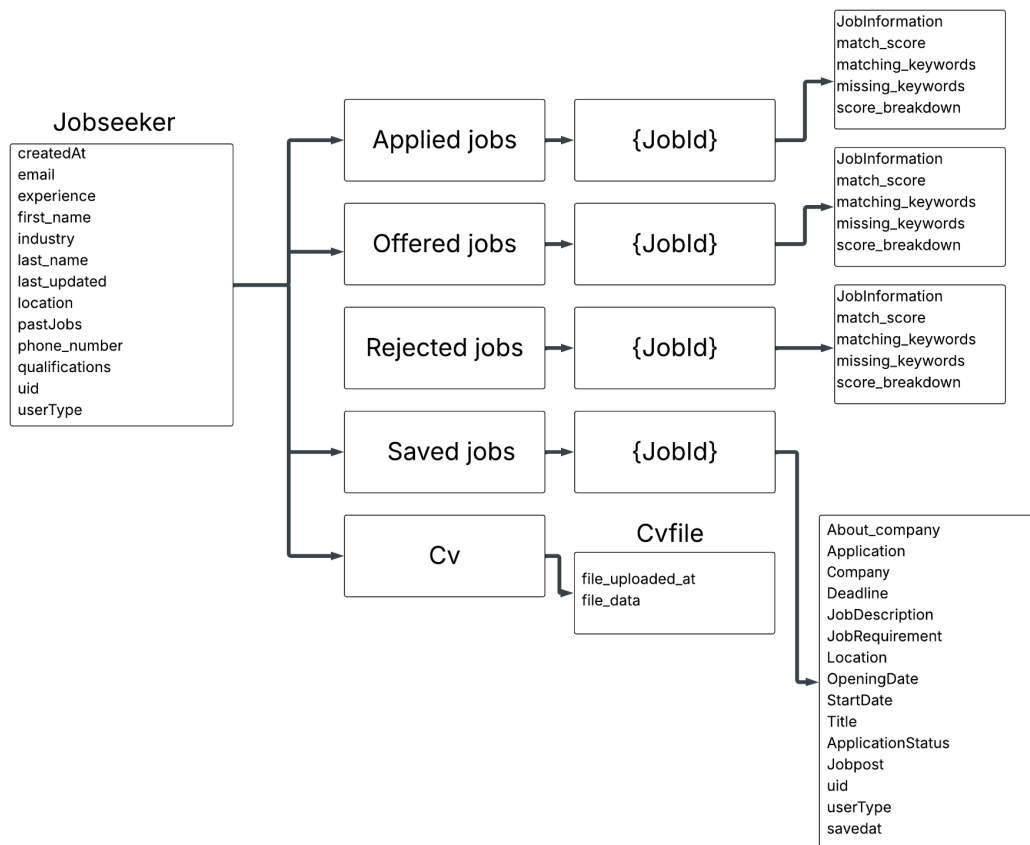 Jobseeker
createdAt
email
experience
first_name
industry
last_name
last_updated
location
pastJobs
phone_number
qualifications
uid
userType
Applied jobs
{JobId}
JobInformation
match_score
matching_keywords
missing_keywords
score_breakdown
Offered jobs
{JobId}
JobInformation
match_score
matching_keywords
missing_keywords
score_breakdown
Rejected jobs
{JobId}
JobInformation
match_score
matching_keywords
missing_keywords
score_breakdown
Saved jobs
{JobId}
About_company
Application
Company
Deadline
JobDescription
JobRequirement
Location
OpeningDate
StartDate
Title
ApplicationStatus
Jobpost
uid
userType
savedat
Cv
Cvfile
file_uploaded_at
file_data